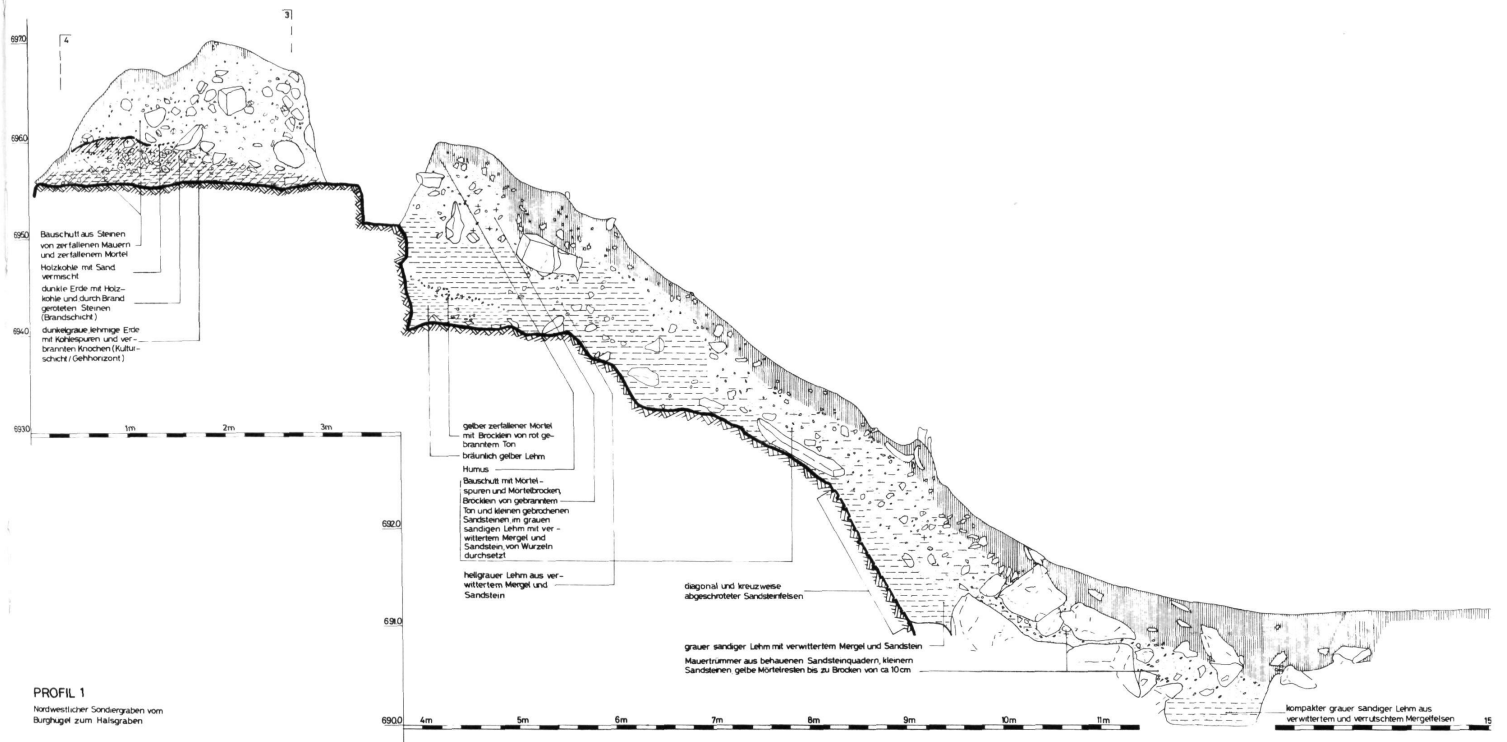 3
4
697.0
696.0
695.0
694.0
693.0
1m 2m 3m
Bauschutt aus Steinen
von zerfallenen Mauern
und zerfallenem Mörtel
Holzkohle mit Sand
vermischt
dunkle Erde mit Holz-
kohle und durch Brand
geröteten Steinen
(Brandschicht)
dunkelgraue, lehmige Erde
mit Kohlespuren und ver-
brannten Knochen (Kultur-
schicht / Gehhorizont)
gelber zerfallener Mörtel
mit Bröcklein von rot ge-
branntem Ton
bräunlich gelber Lehm
Humus
Bauschutt mit Mörtel-
spuren und Mörtelbrocken,
Bröcklein von gebranntem
Ton und kleinen gebrochenen
Sandsteinen, im grauen
sandigen Lehm mit ver-
wittertem Mergel und
Sandstein, von Wurzeln
durchsetzt
hellgrauer Lehm aus ver-
wittertem Mergel und
Sandstein
692.0
691.0
690.0
diagonal und kreuzweise
abgeschroteter Sandsteinfelsen
grauer sandiger Lehm mit verwittertem Mergel und Sandstein
Mauertrümmer aus behauenen Sandsteinquadern, kleinern
Sandsteinen gelbe Mörtelresten bis zu Brocken von ca 10cm
kompakter grauer sandiger Lehm aus
verwittertem und verrutschtem Mergelfelsen
4m 5m 6m 7m 8m 9m 10m 11m 15
PROFIL 1
Nordwestlicher Sondiergraben vom
Burghügel zum Halsgraben